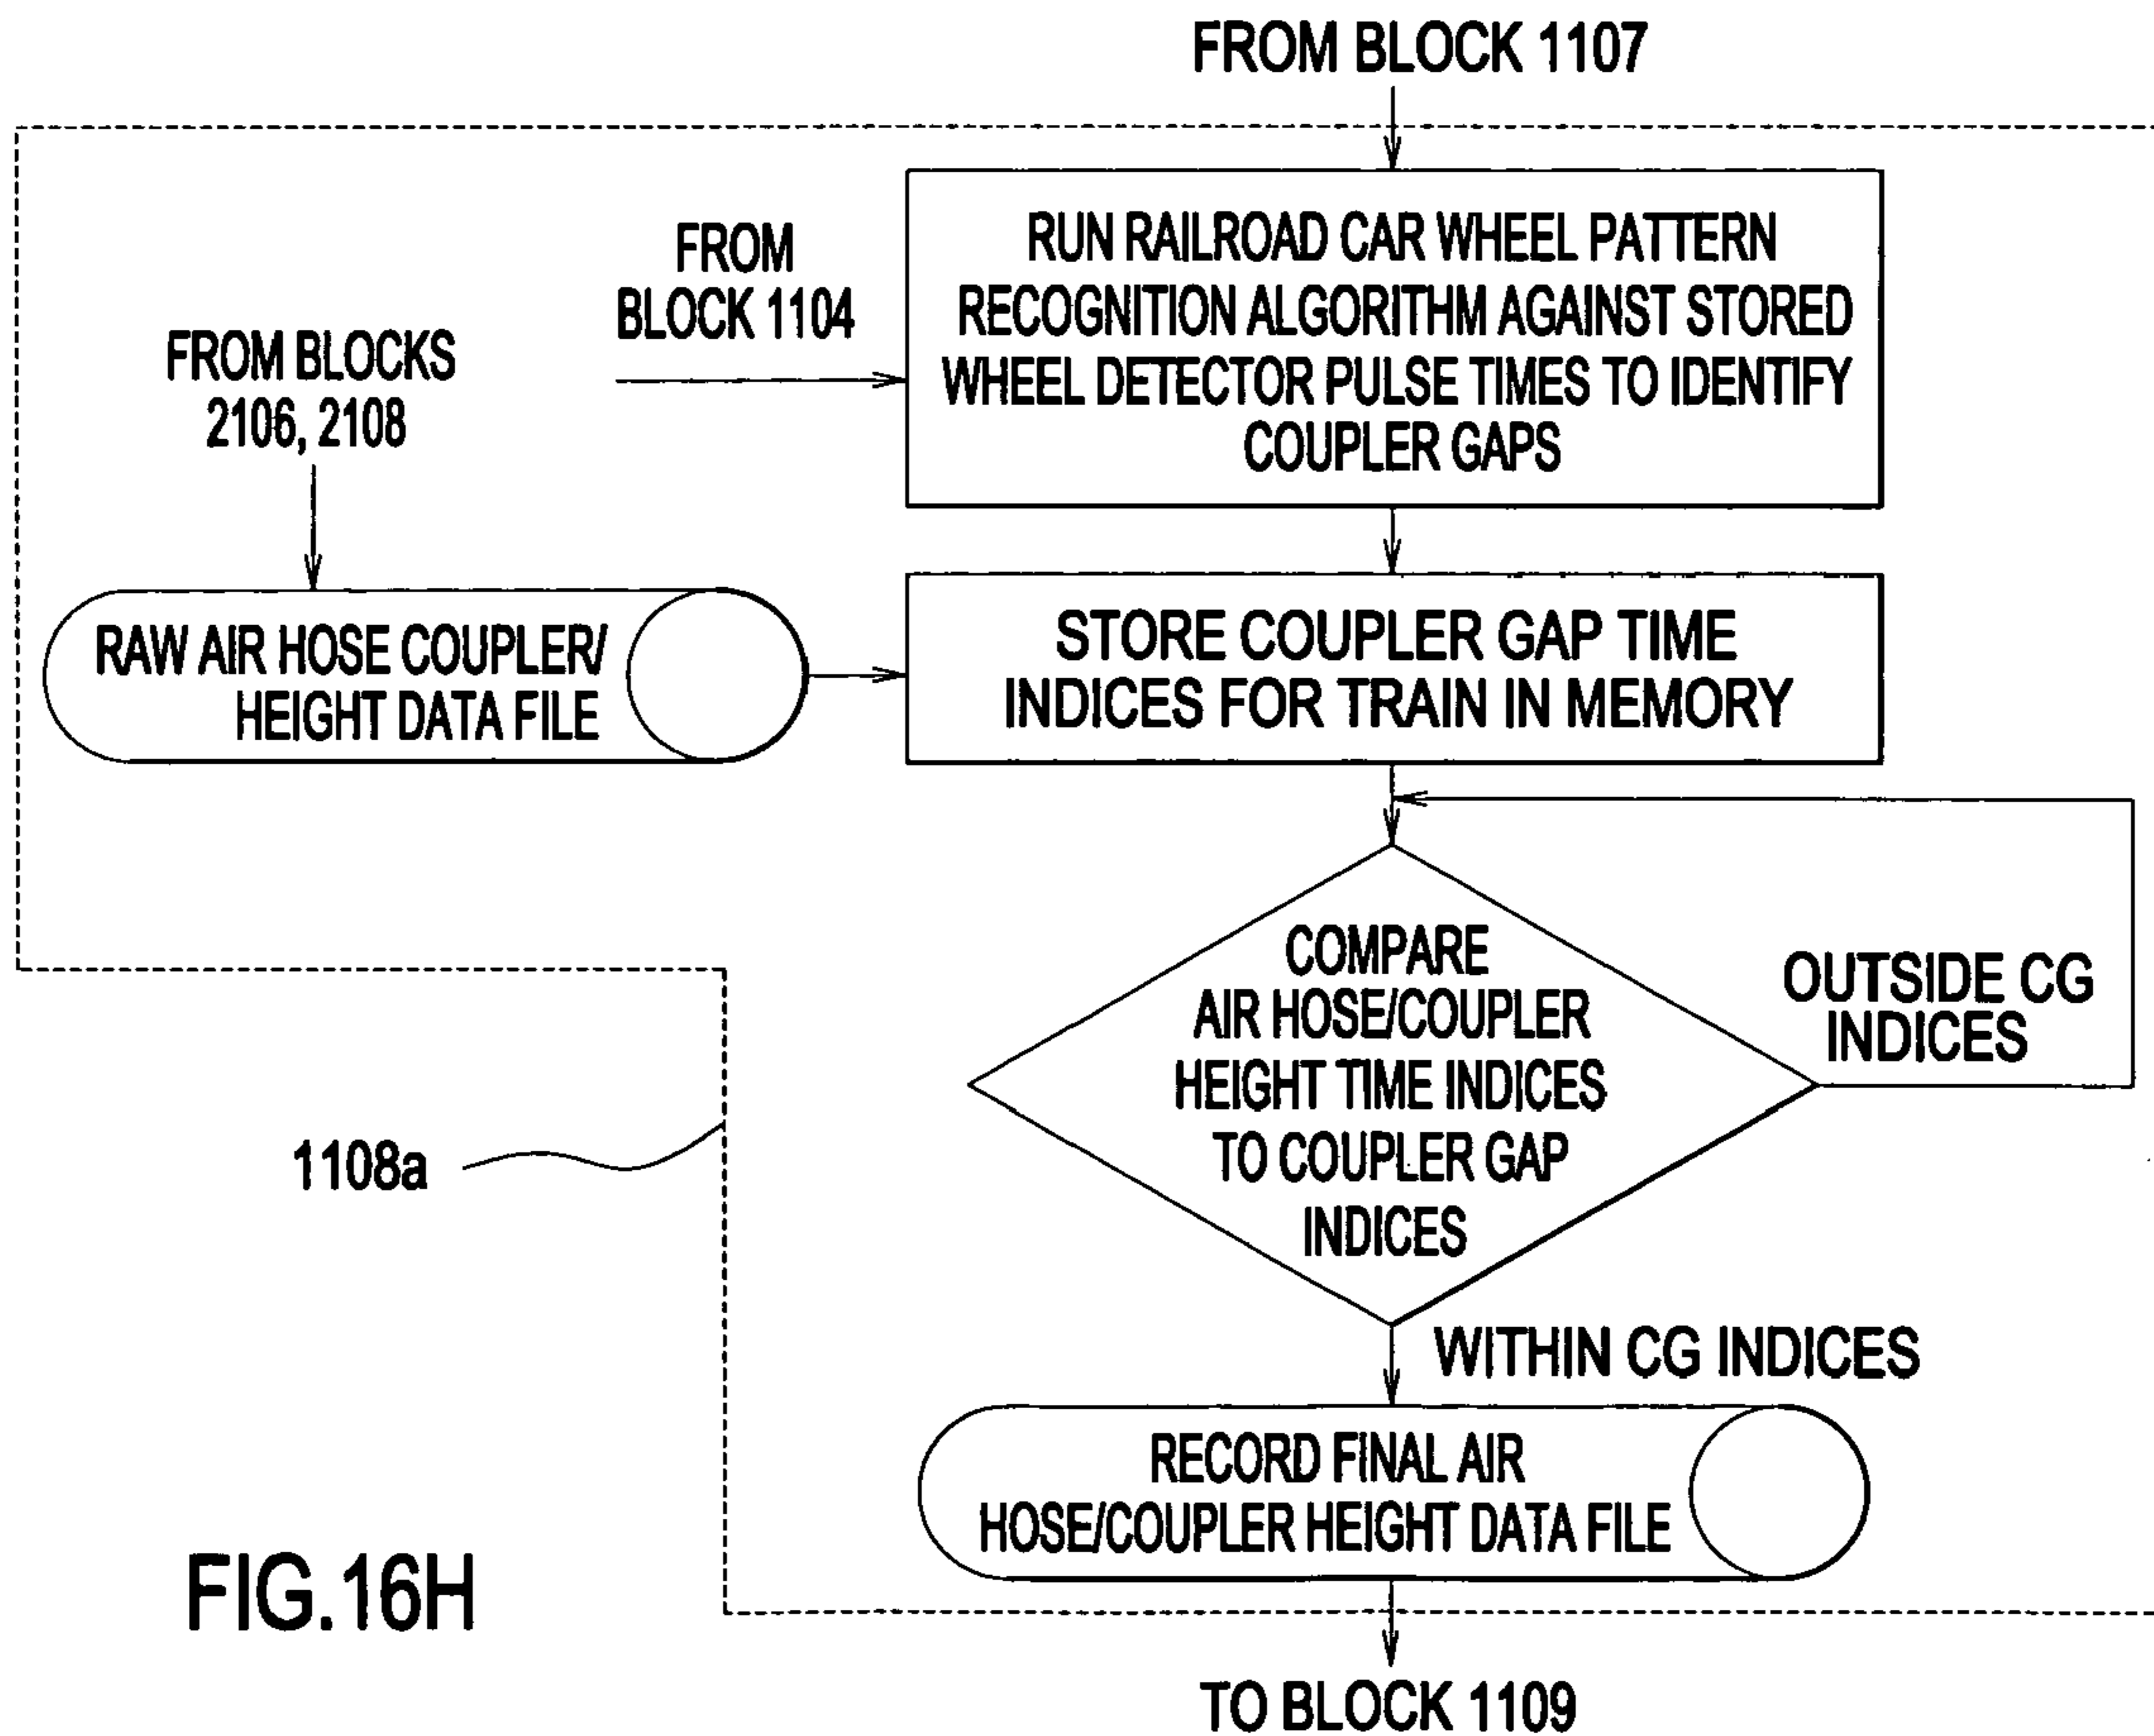 FROM BLOCK 1107
RUN RAILROAD CAR WHEEL PATTERN
RECOGNITION ALGORITHM AGAINST STORED
WHEEL DETECTOR PULSE TIMES TO IDENTIFY
COUPLER GAPS
FROM
BLOCK 1104
FROM BLOCKS
2106, 2108
RAW AIR HOSE COUPLER/
HEIGHT DATA FILE
STORE COUPLER GAP TIME
INDICES FOR TRAIN IN MEMORY
COMPARE
AIR HOSE/COUPLER
HEIGHT TIME INDICES
TO COUPLER GAP
INDICES
OUTSIDE CG
INDICES
1108a
WITHIN CG INDICES
RECORD FINAL AIR
HOSE/COUPLER HEIGHT DATA FILE
FIG.16H
TO BLOCK 1109